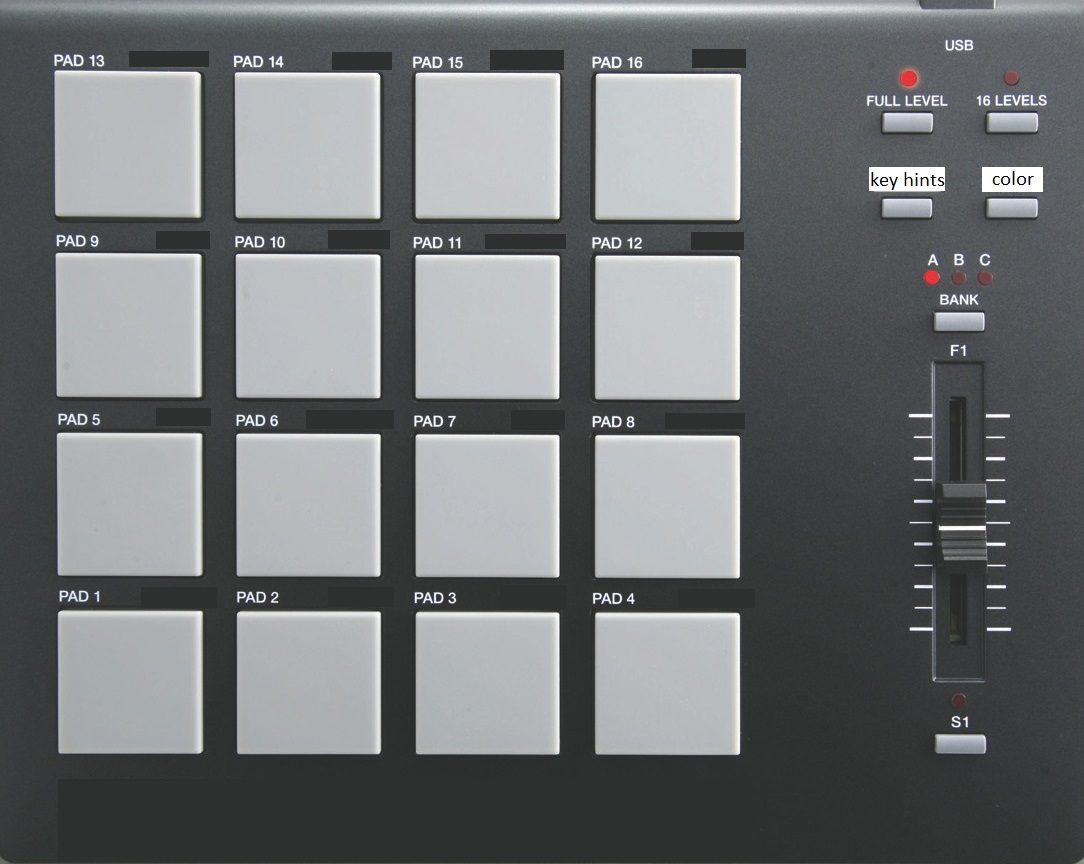 USB
PAD 13 PAD 14 PAD 15 PAD 16
FULL LEVEL 16 LEVELS
key hints color
PAD 9 PAD 10 PAD 11 PAD 12
A B C
BANK
F1
PAD 5 PAD 6 PAD 7 PAD 8
PAD 1 PAD 2 PAD 3 PAD 4
S1